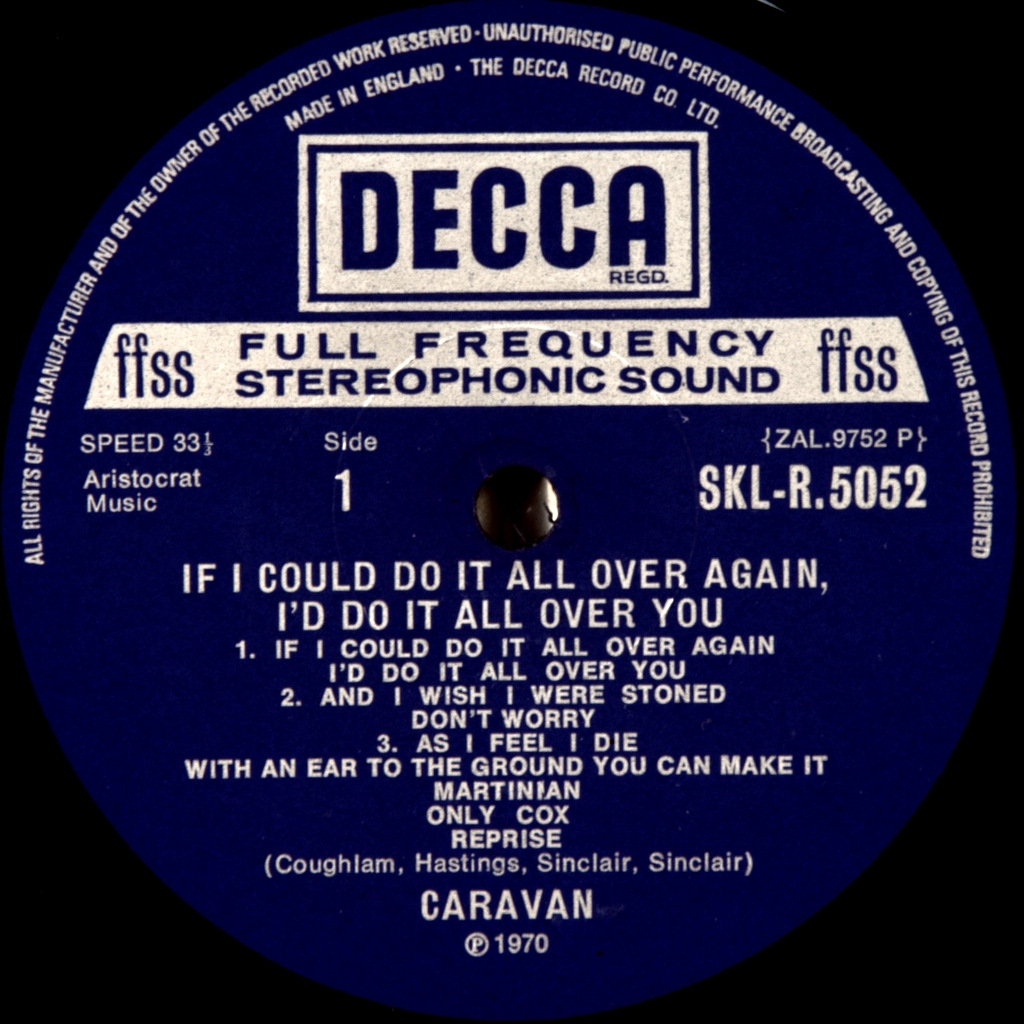 ALL RIGHTS OF THE MANUFACTURER AND OF THE OWNER OF THE RECORDED WORK RESERVED · UNAUTHORISED PUBLIC PERFORMANCE BROADCASTING AND COPYING OF THIS RECORD PROHIBITED
MADE IN ENGLAND · THE DECCA RECORD CO. LTD.
DECCA
REGD.
ffss FULL FREQUENCY STEREOPHONIC SOUND ffss
SPEED 33⅓ Side {ZAL.9752 P}
Aristocrat Music 1 SKL-R.5052
IF I COULD DO IT ALL OVER AGAIN,
I'D DO IT ALL OVER YOU
1. IF I COULD DO IT ALL OVER AGAIN
I'D DO IT ALL OVER YOU
2. AND I WISH I WERE STONED
DON'T WORRY
3. AS I FEEL I DIE
WITH AN EAR TO THE GROUND YOU CAN MAKE IT
MARTINIAN
ONLY COX
REPRISE
(Coughlam, Hastings, Sinclair, Sinclair)
CARAVAN
Ⓟ 1970